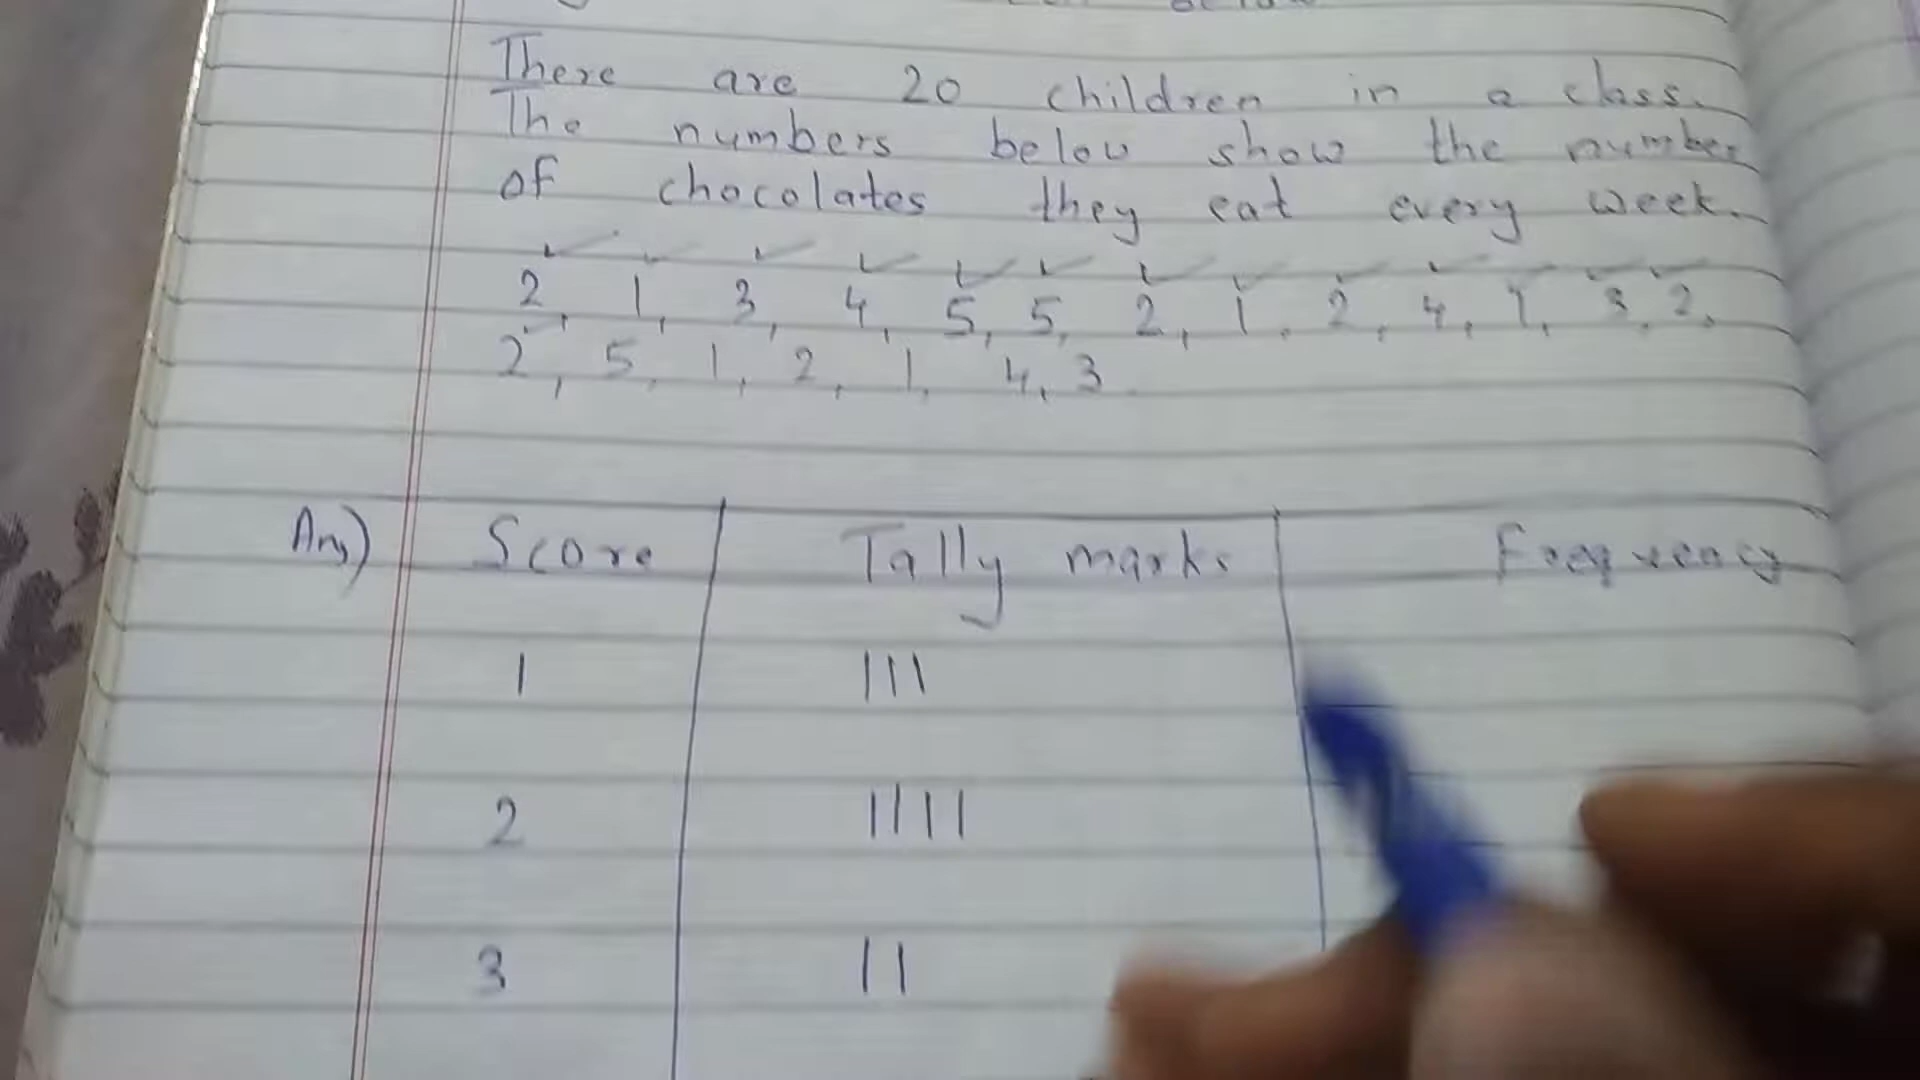 There are 20 children in a class.
The numbers below show the number
of chocolates they eat every week.
2, 1, 3, 4, 5, 5, 2, 1, 2, 4, 1, 3, 2,
2, 5, 1, 2, 1, 4, 3
Ans) Score Tally marks Frequency
1 |||
2 ||||
3 ||